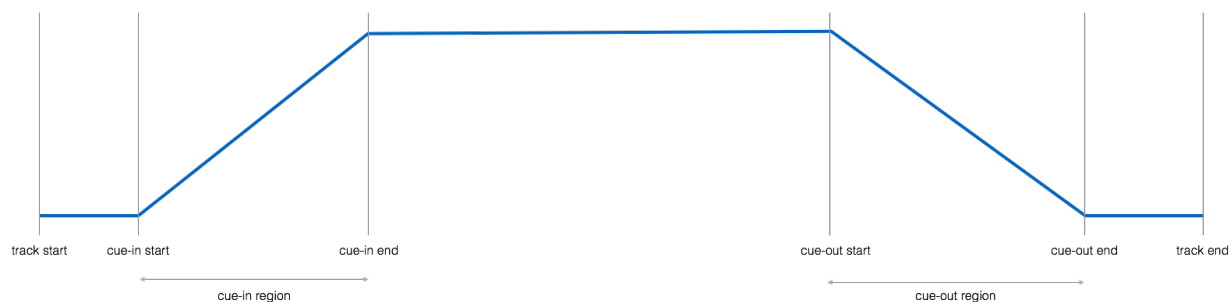 track start
cue-in start
cue-in end
cue-out start
cue-out end
track end
cue-in region
cue-out region